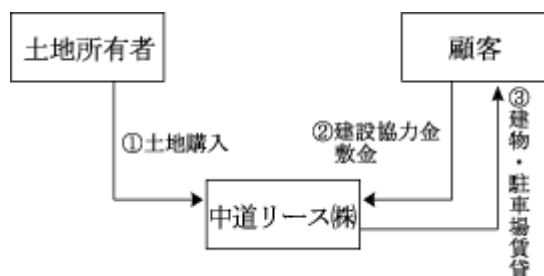 土地所有者
顧客
①土地購入
②建設協力金
敷金
③建物・駐車場賃貸
中道リース㈱